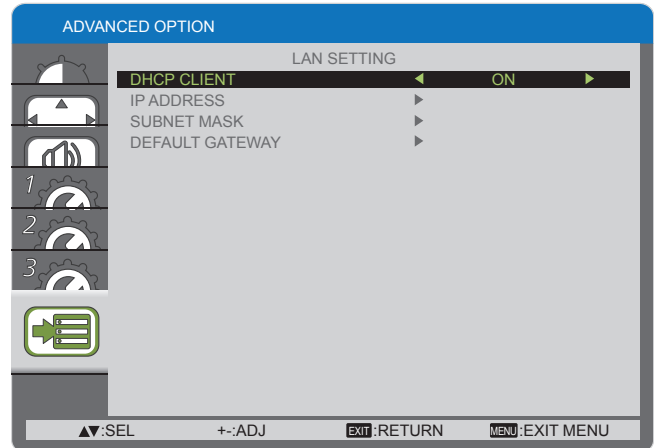 ADVANCED OPTION
LAN SETTING
DHCP CLIENT ◀ ON ▶
IP ADDRESS ▶
SUBNET MASK ▶
DEFAULT GATEWAY ▶
1
2
3
▲▼:SEL +-:ADJ EXIT:RETURN MENU:EXIT MENU